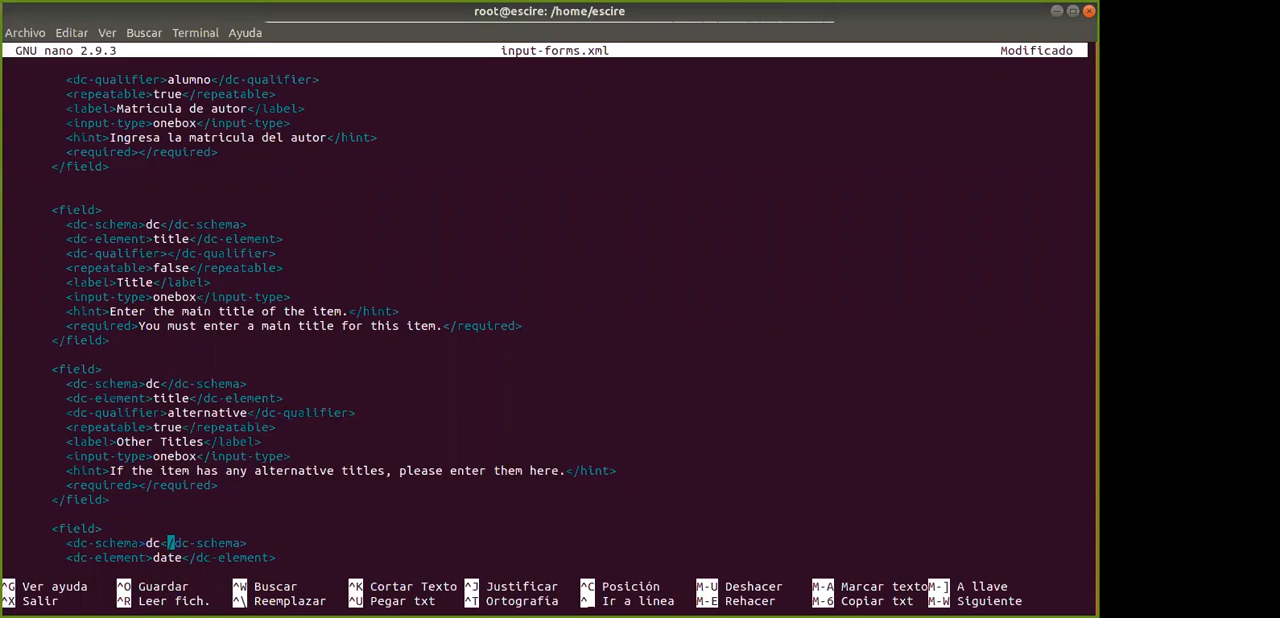 root@escire: /home/escire
Archivo Editar Ver Buscar Terminal Ayuda
GNU nano 2.9.3 input-forms.xml Modificado
<dc-qualifier>alumno</dc-qualifier>
<repeatable>true</repeatable>
<label>Matricula de autor</label>
<input-type>onebox</input-type>
<hint>Ingresa la matricula del autor</hint>
<required></required>
</field>
<field>
<dc-schema>dc</dc-schema>
<dc-element>title</dc-element>
<dc-qualifier></dc-qualifier>
<repeatable>false</repeatable>
<label>Title</label>
<input-type>onebox</input-type>
<hint>Enter the main title of the item.</hint>
<required>You must enter a main title for this item.</required>
</field>
<field>
<dc-schema>dc</dc-schema>
<dc-element>title</dc-element>
<dc-qualifier>alternative</dc-qualifier>
<repeatable>true</repeatable>
<label>Other Titles</label>
<input-type>onebox</input-type>
<hint>If the item has any alternative titles, please enter them here.</hint>
<required></required>
</field>
<field>
<dc-schema>dc</dc-schema>
<dc-element>date</dc-element>
^G Ver ayuda ^O Guardar ^W Buscar ^K Cortar Texto ^J Justificar ^C Posición M-U Deshacer M-A Marcar texto M-] A llave
^X Salir ^R Leer fich. ^\ Reemplazar ^U Pegar txt ^T Ortografía ^_ Ir a línea M-E Rehacer M-6 Copiar txt M-W Siguiente